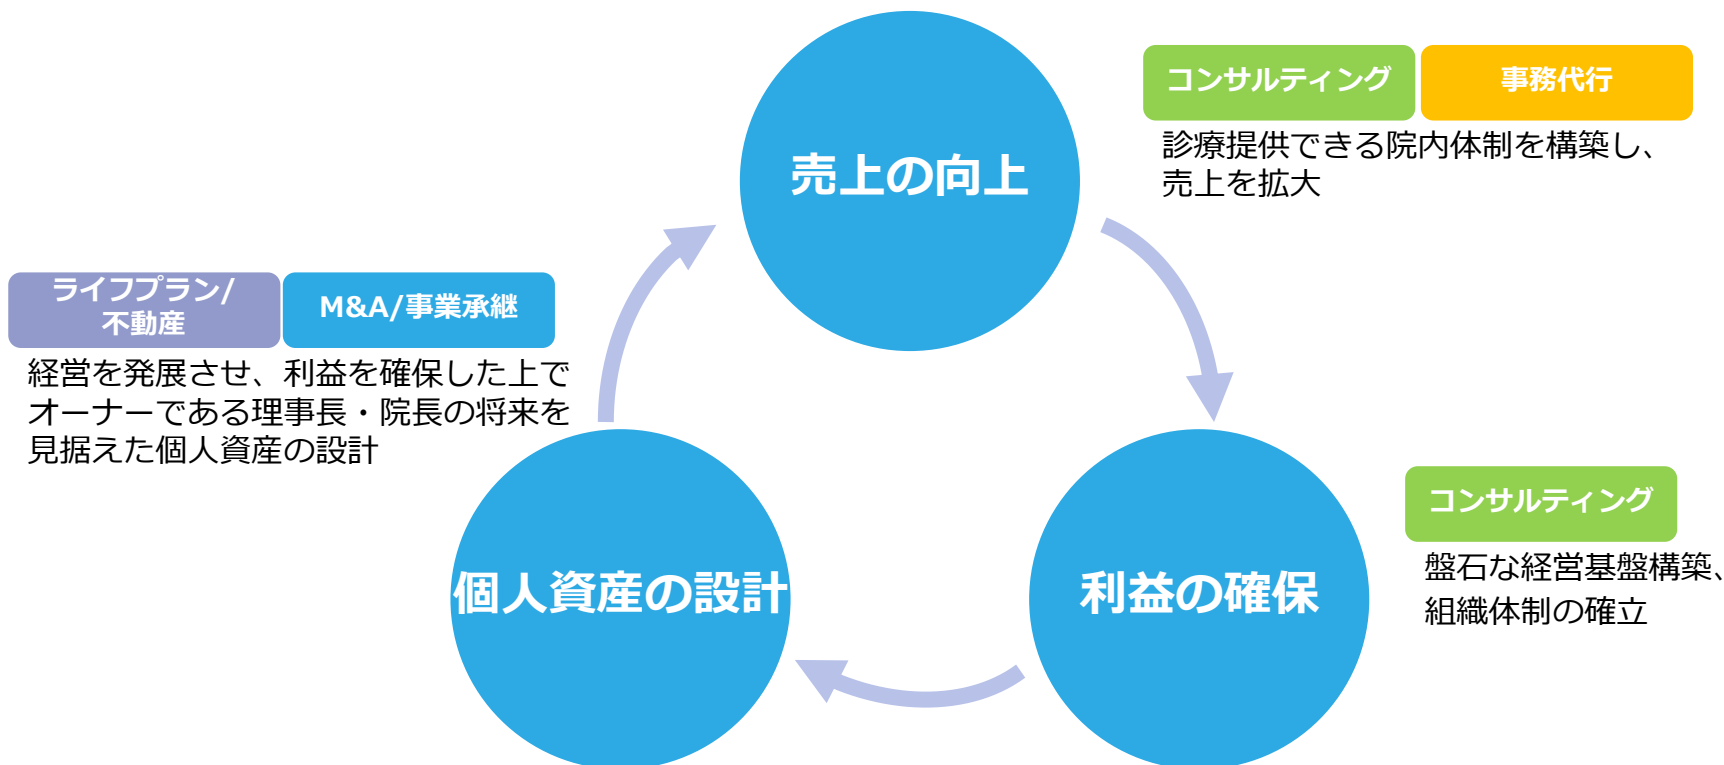 売上の向上
コンサルティング
事務代行
診療提供できる院内体制を構築し、
売上を拡大
ライフプラン/
不動産
M&A/事業承継
経営を発展させ、利益を確保した上で
オーナーである理事長・院長の将来を
見据えた個人資産の設計
個人資産の設計
利益の確保
コンサルティング
盤石な経営基盤構築、
組織体制の確立